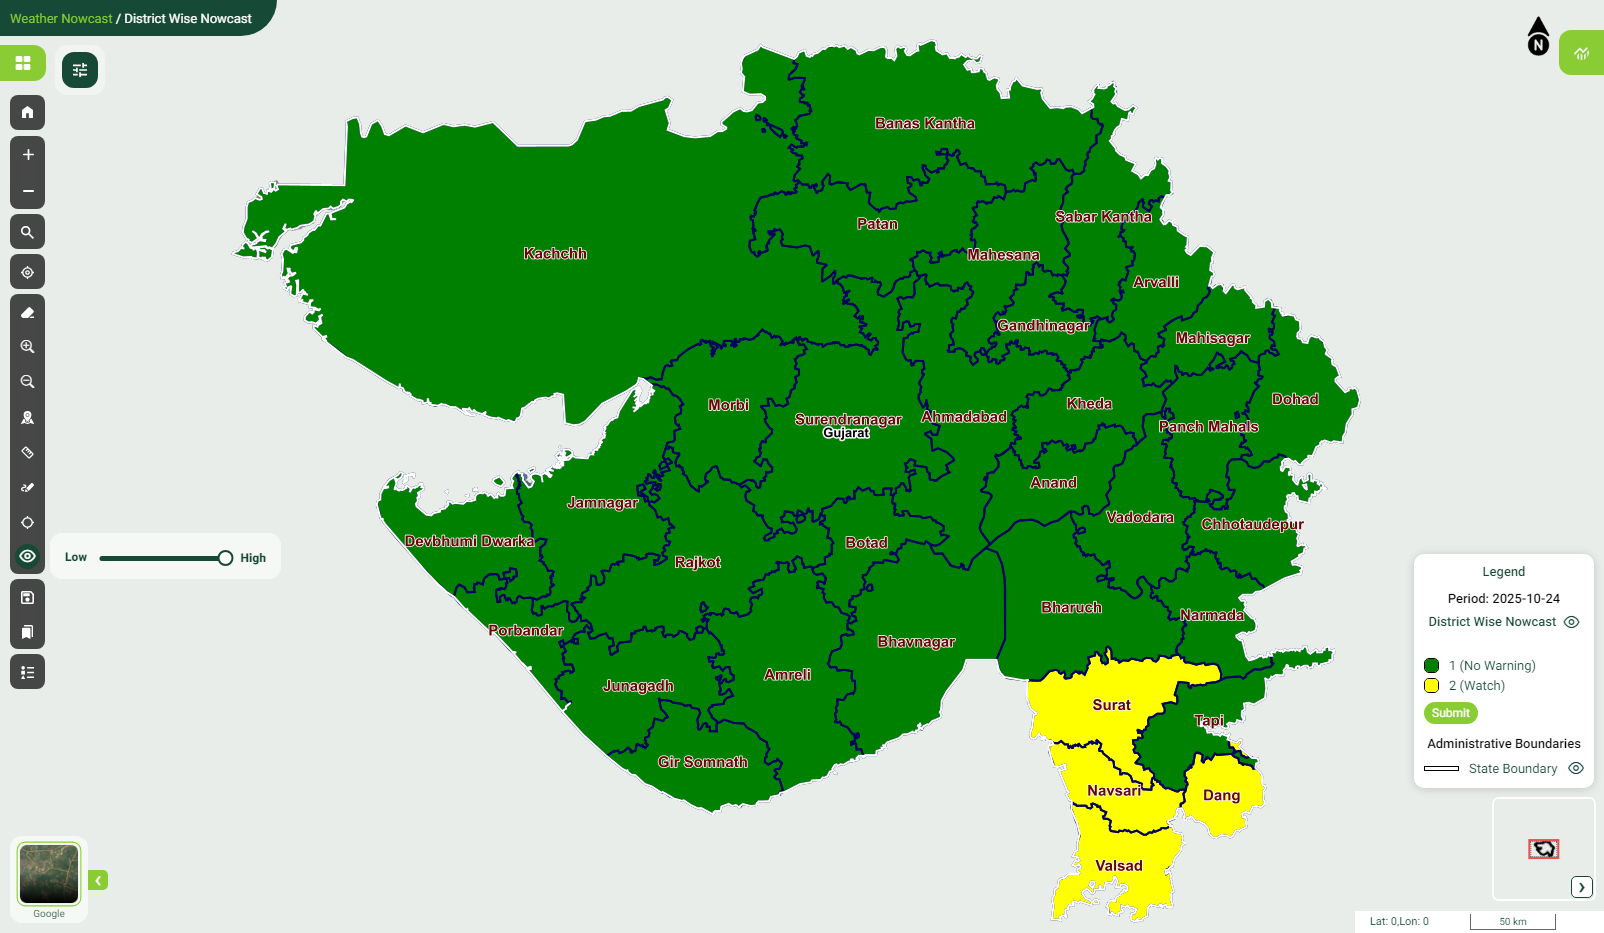 Weather Nowcast / District Wise Nowcast
N
Banas Kantha
Patan
Sabar Kantha
Kachchh
Mahesana
Arvalli
Gandhinagar
Mahisagar
Morbi
Surendranagar
Gujarat
Ahmadabad
Kheda
Dohad
Panch Mahals
Anand
Jamnagar
Vadodara
Chhotaudepur
Devbhumi Dwarka
Botad
Rajkot
Low
High
Bharuch
Narmada
Porbandar
Bhavnagar
Junagadh
Amreli
Surat
Tapi
Gir Somnath
Navsari
Dang
Valsad
Legend
Period: 2025-10-24
District Wise Nowcast
1 (No Warning)
2 (Watch)
Submit
Administrative Boundaries
State Boundary
Google
Lat: 0,Lon: 0
50 km